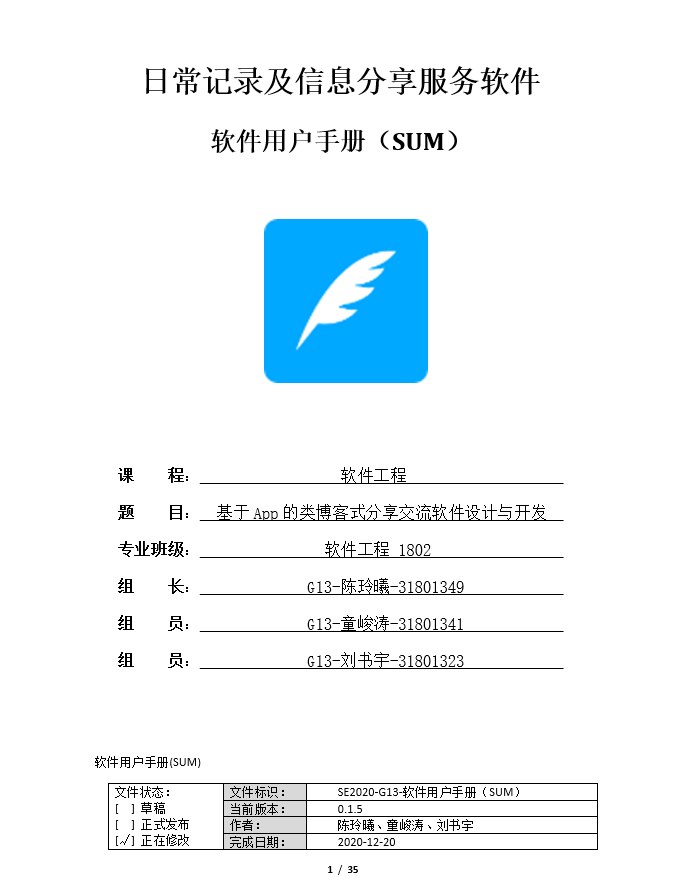 日常记录及信息分享服务软件
软件用户手册（SUM）
课 程： 软件工程
题 目： 基于 App 的类博客式分享交流软件设计与开发
专业班级： 软件工程 1802
组 长： G13-陈玲曦-31801349
组 员： G13-童峻涛-31801341
组 员： G13-刘书宇-31801323
软件用户手册(SUM)
文件状态： 文件标识： SE2020-G13-软件用户手册（SUM）
[ ] 草稿 当前版本： 0.1.5
[ ] 正式发布 作者： 陈玲曦、童峻涛、刘书宇
[√] 正在修改 完成日期： 2020-12-20
1 / 35